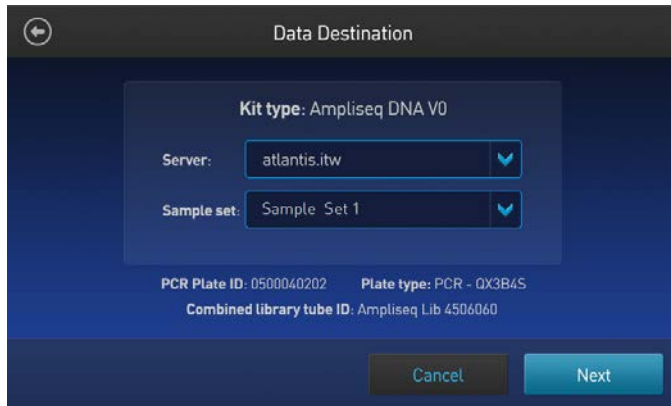 Data Destination
Kit type: Ampliseq DNA V0
Server: atlantis.itw
Sample set: Sample Set 1
PCR Plate ID: 0500040202 Plate type: PCR - QX3B4S
Combined library tube ID: Ampliseq Lib 4506060
Cancel Next